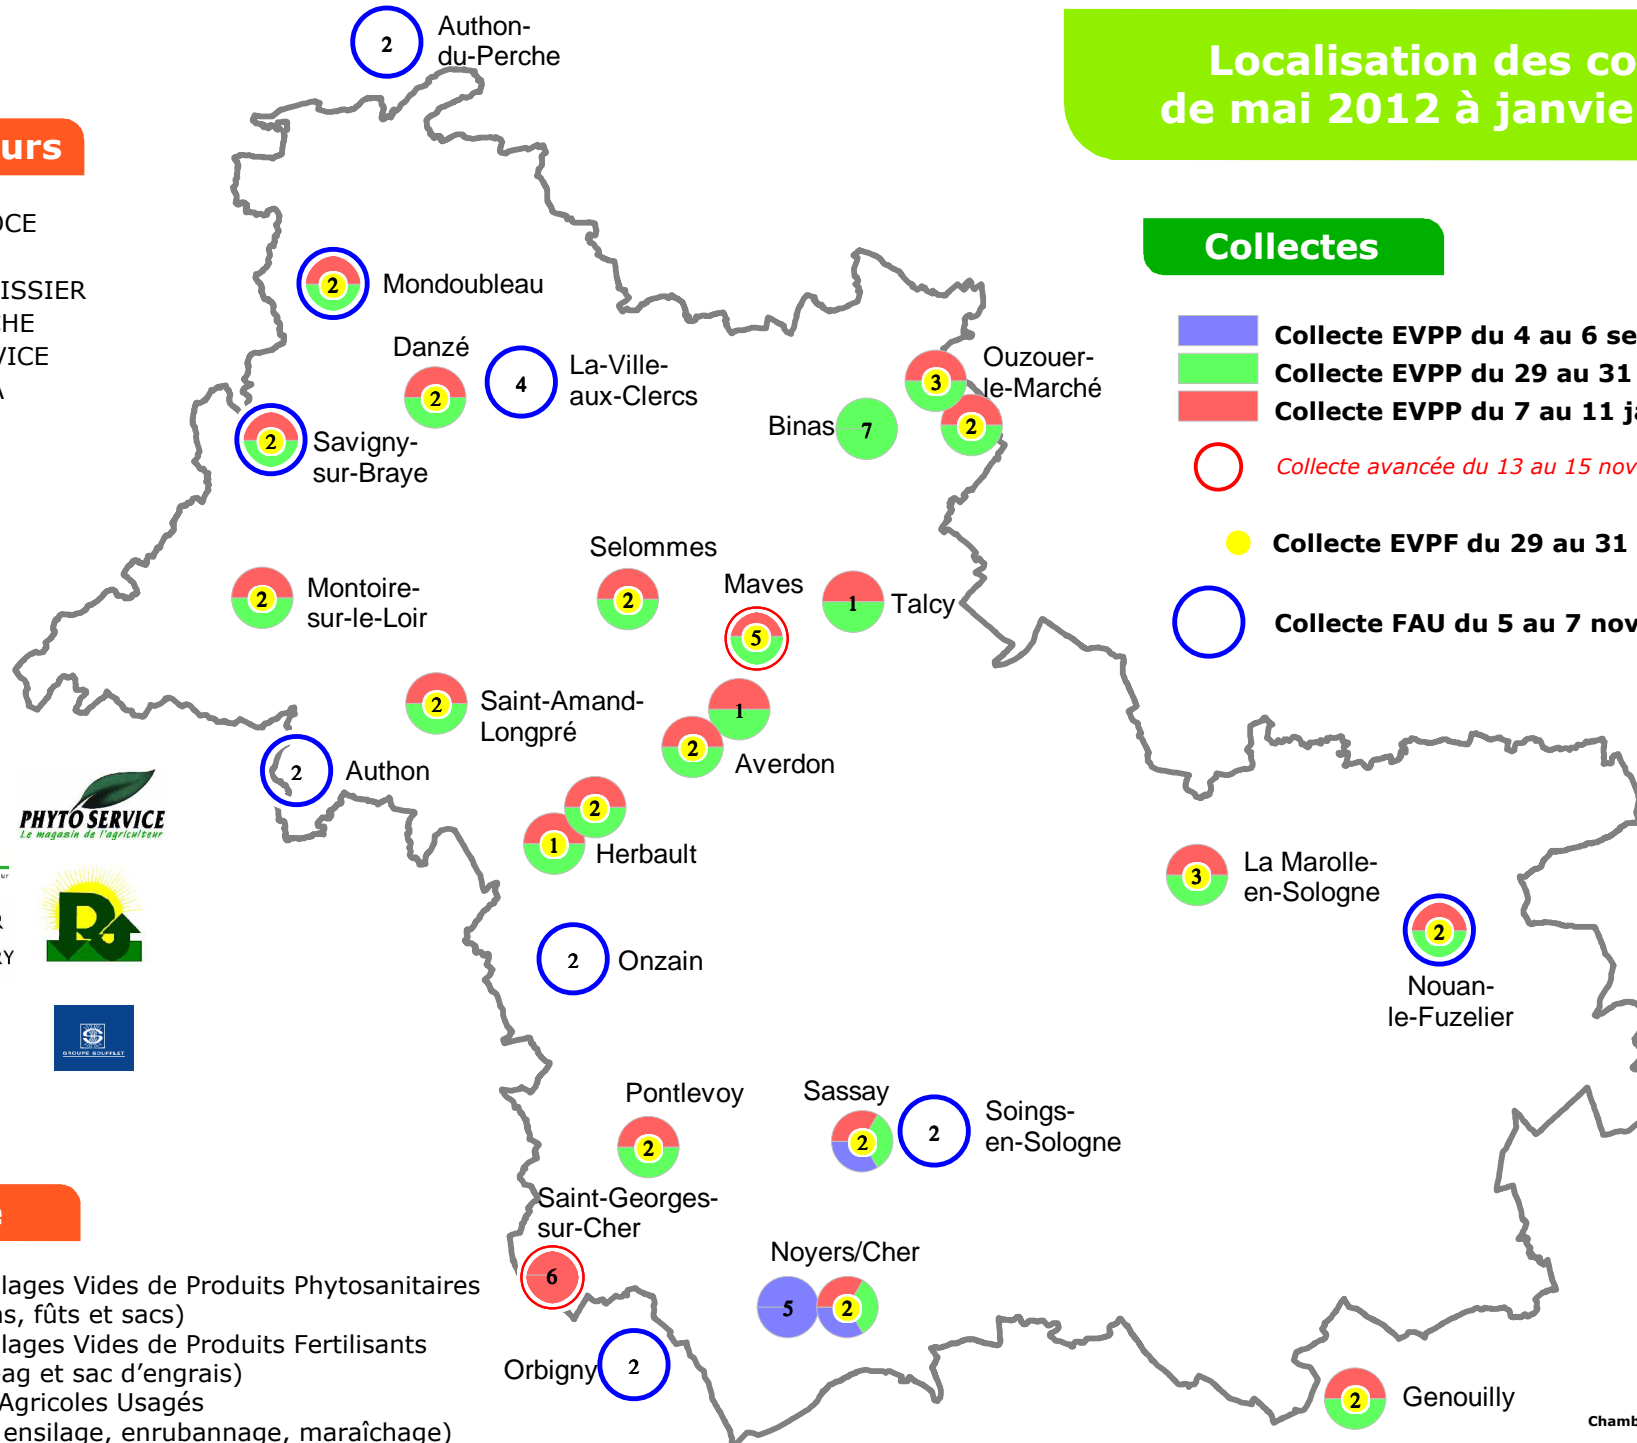 Localisation des co
de mai 2012 à janvie
urs
OCE
ISSIER
CHE
VICE
A
Collectes
Collecte EVPP du 4 au 6 se
Collecte EVPP du 29 au 31
Collecte EVPP du 7 au 11 ja
Collecte avancée du 13 au 15 nov
Collecte EVPF du 29 au 31
Collecte FAU du 5 au 7 nov
2
Authon-
du-Perche
2
Mondoubleau
Danzé
2
4
La-Ville-
aux-Clercs
2
Savigny-
sur-Braye
3
Ouzouer-
le-Marché
Binas
7
2
Selommes
2
Maves
5
1
Talcy
2
Montoire-
sur-le-Loir
2
Saint-Amand-
Longpré
1
2
Averdon
2
Authon
2
1
Herbault
3
La Marolle-
en-Sologne
2
Nouan-
le-Fuzelier
2
Onzain
Pontlevoy
2
Sassay
2
2
Soings-
en-Sologne
Saint-Georges-
sur-Cher
6
Noyers/Cher
5
2
Orbigny
2
2
Genouilly
PHYTO SERVICE
Le magasin de l'agriculteur
ur
R
RY
GROUPE SOUFFLET
e
lages Vides de Produits Phytosanitaires
ns, fûts et sacs)
lages Vides de Produits Fertilisants
ag et sac d'engrais)
Agricoles Usagés
ensilage, enrubannage, maraîchage)
Chamb